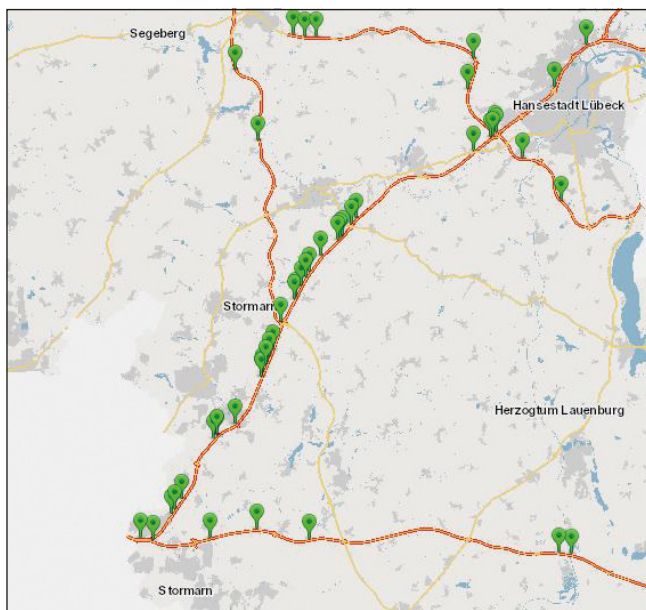 Segeberg
Hansestadt Lübeck
Stormarn
Herzogtum Lauenburg
Stormarn